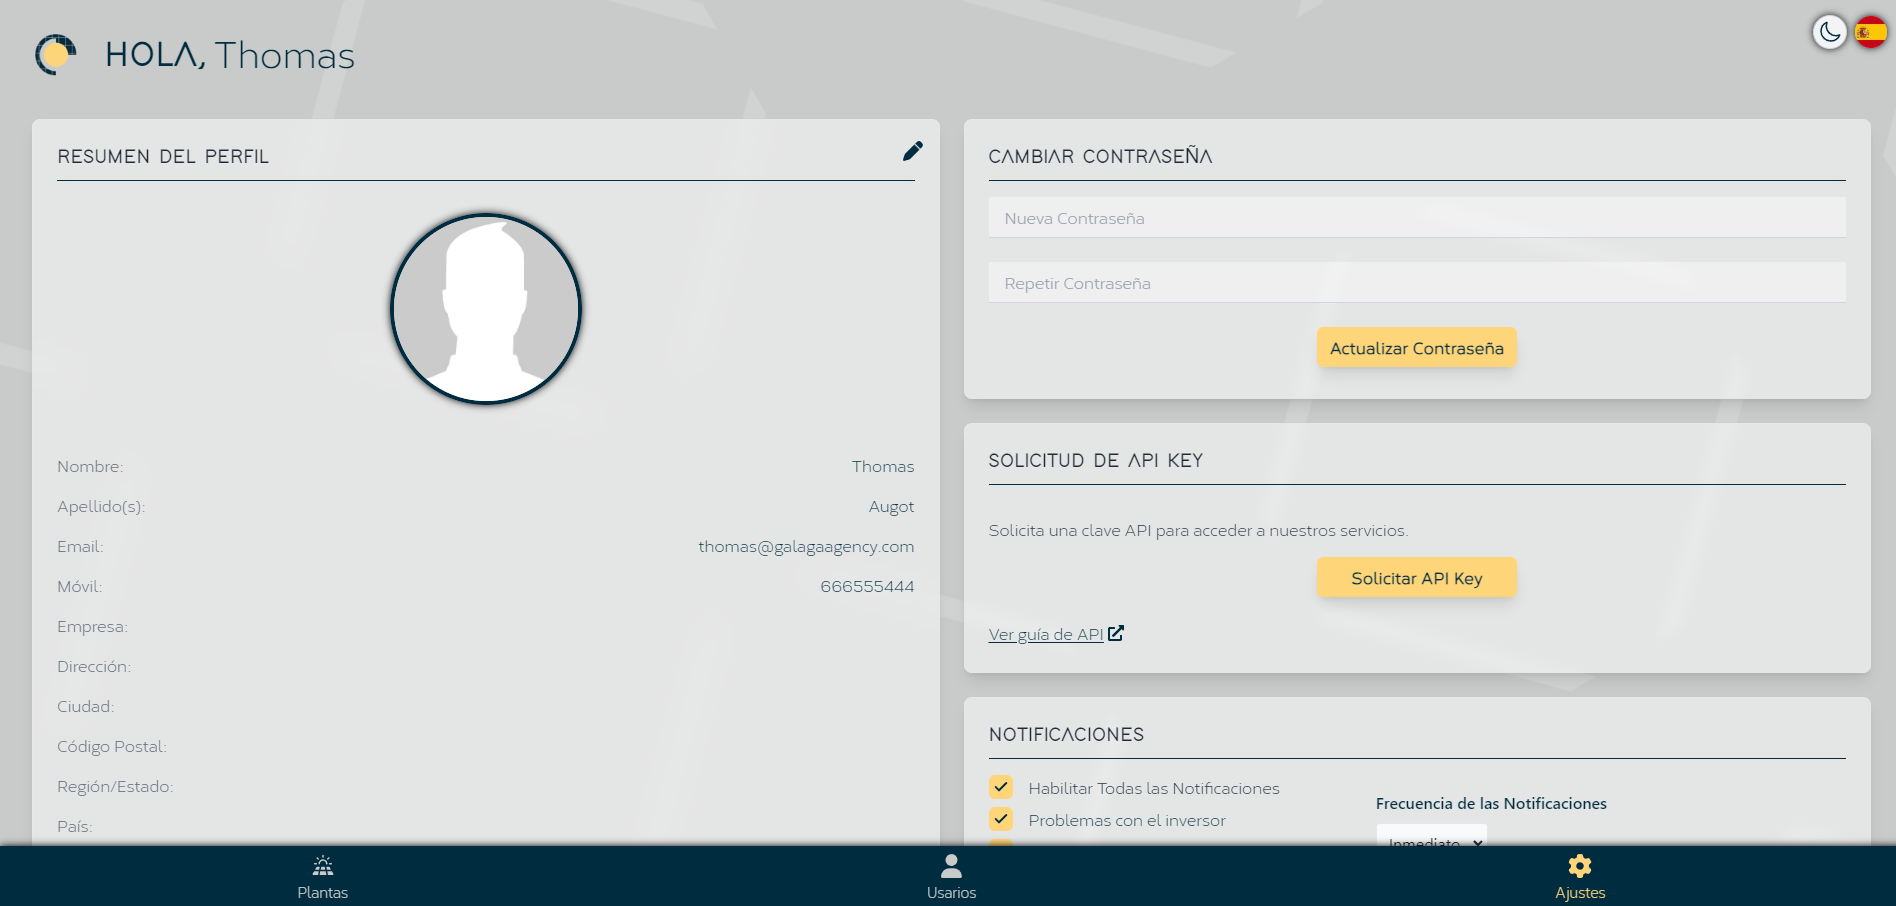 HOLA, Thomas
RESUMEN DEL PERFIL
Nombre: Thomas
Apellido(s): Augot
Email: thomas@galagaagency.com
Móvil: 666555444
Empresa:
Dirección:
Ciudad:
Código Postal:
Región/Estado:
País:
CAMBIAR CONTRASEÑA
Nueva Contraseña
Repetir Contraseña
Actualizar Contraseña
SOLICITUD DE API KEY
Solicita una clave API para acceder a nuestros servicios.
Solicitar API Key
Ver guía de API
NOTIFICACIONES
Habilitar Todas las Notificaciones
Problemas con el inversor
Frecuencia de las Notificaciones
Inmediato
Plantas
Usarios
Ajustes